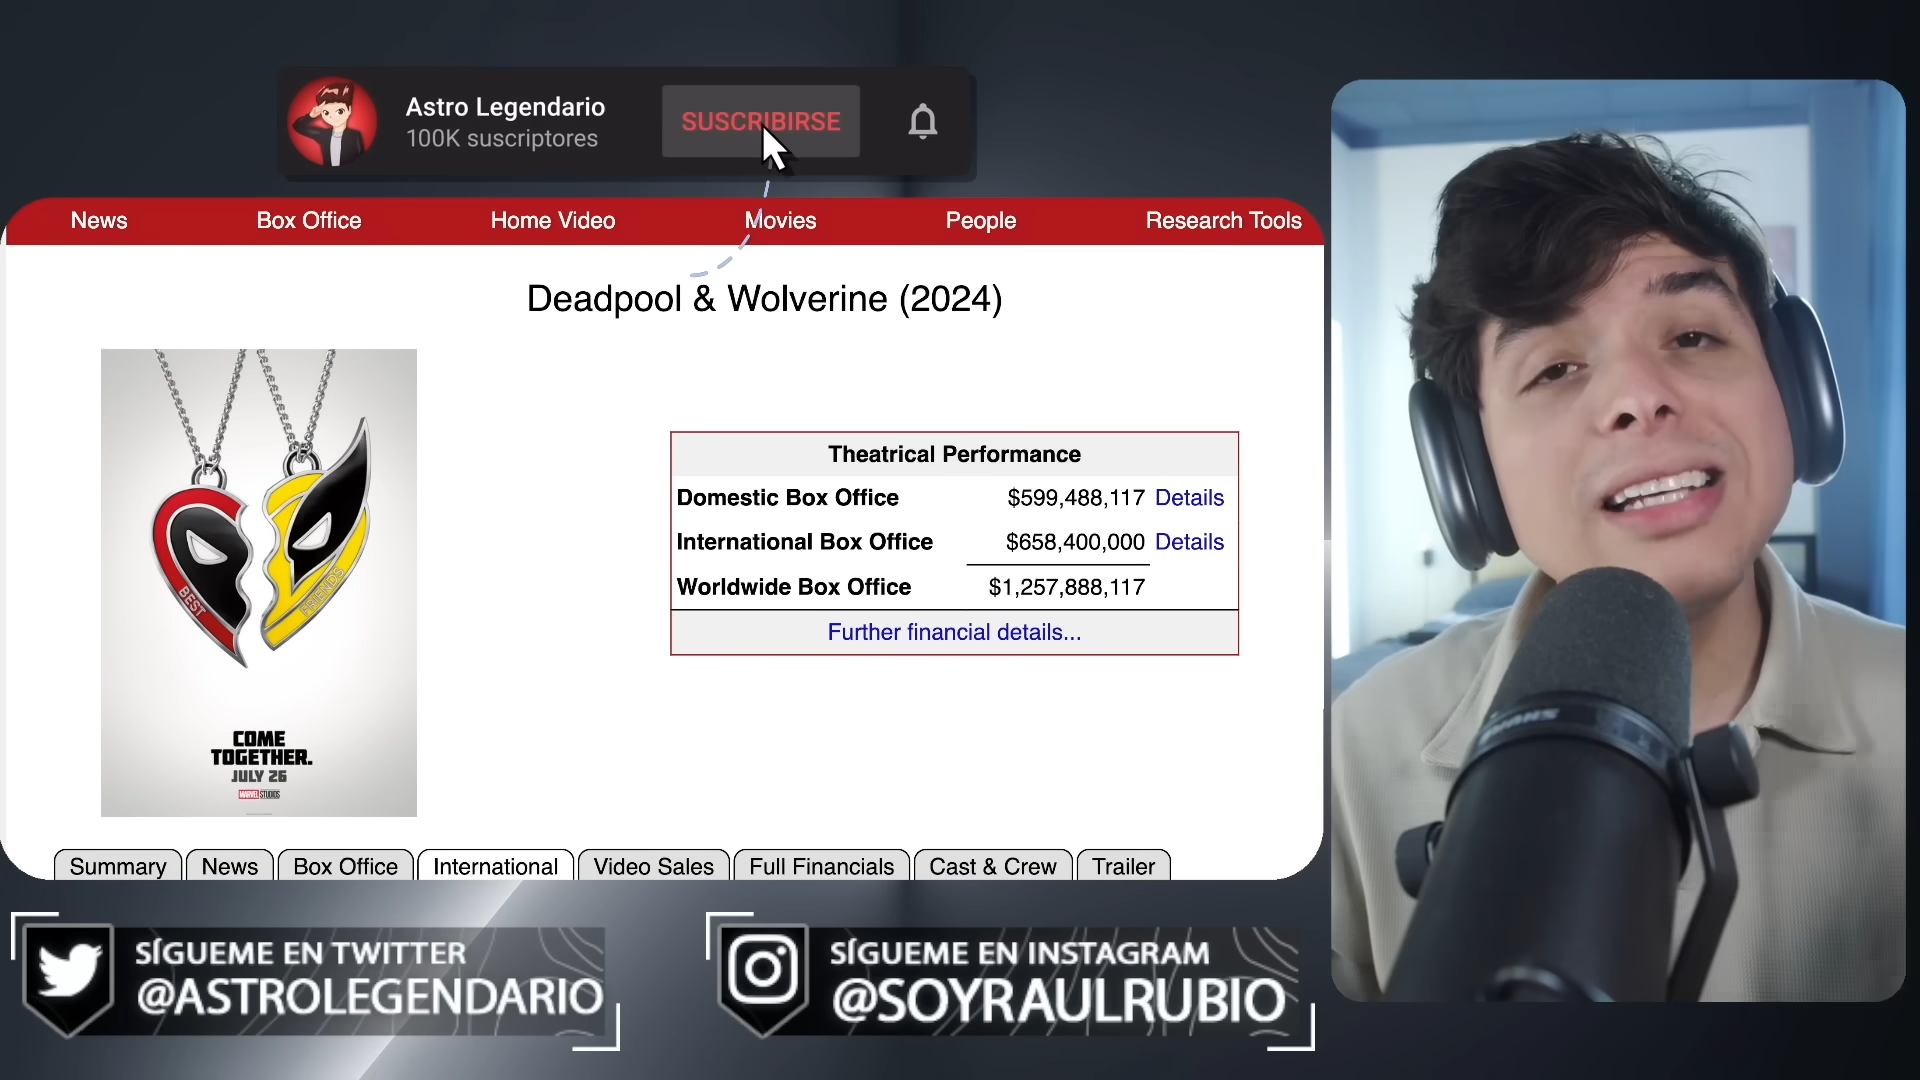 Astro Legendario
100K suscriptores
SUSCRIBIRSE
News Box Office Home Video Movies People Research Tools
Deadpool & Wolverine (2024)
BEST
FRIENDS
COME
TOGETHER.
JULY 26
MARVEL STUDIOS
Theatrical Performance
Domestic Box Office $599,488,117 Details
International Box Office $658,400,000 Details
Worldwide Box Office $1,257,888,117
Further financial details...
Summary News Box Office International Video Sales Full Financials Cast & Crew Trailer
SÍGUEME EN TWITTER
@ASTROLEGENDARIO
SÍGUEME EN INSTAGRAM
@SOYRAULRUBIO